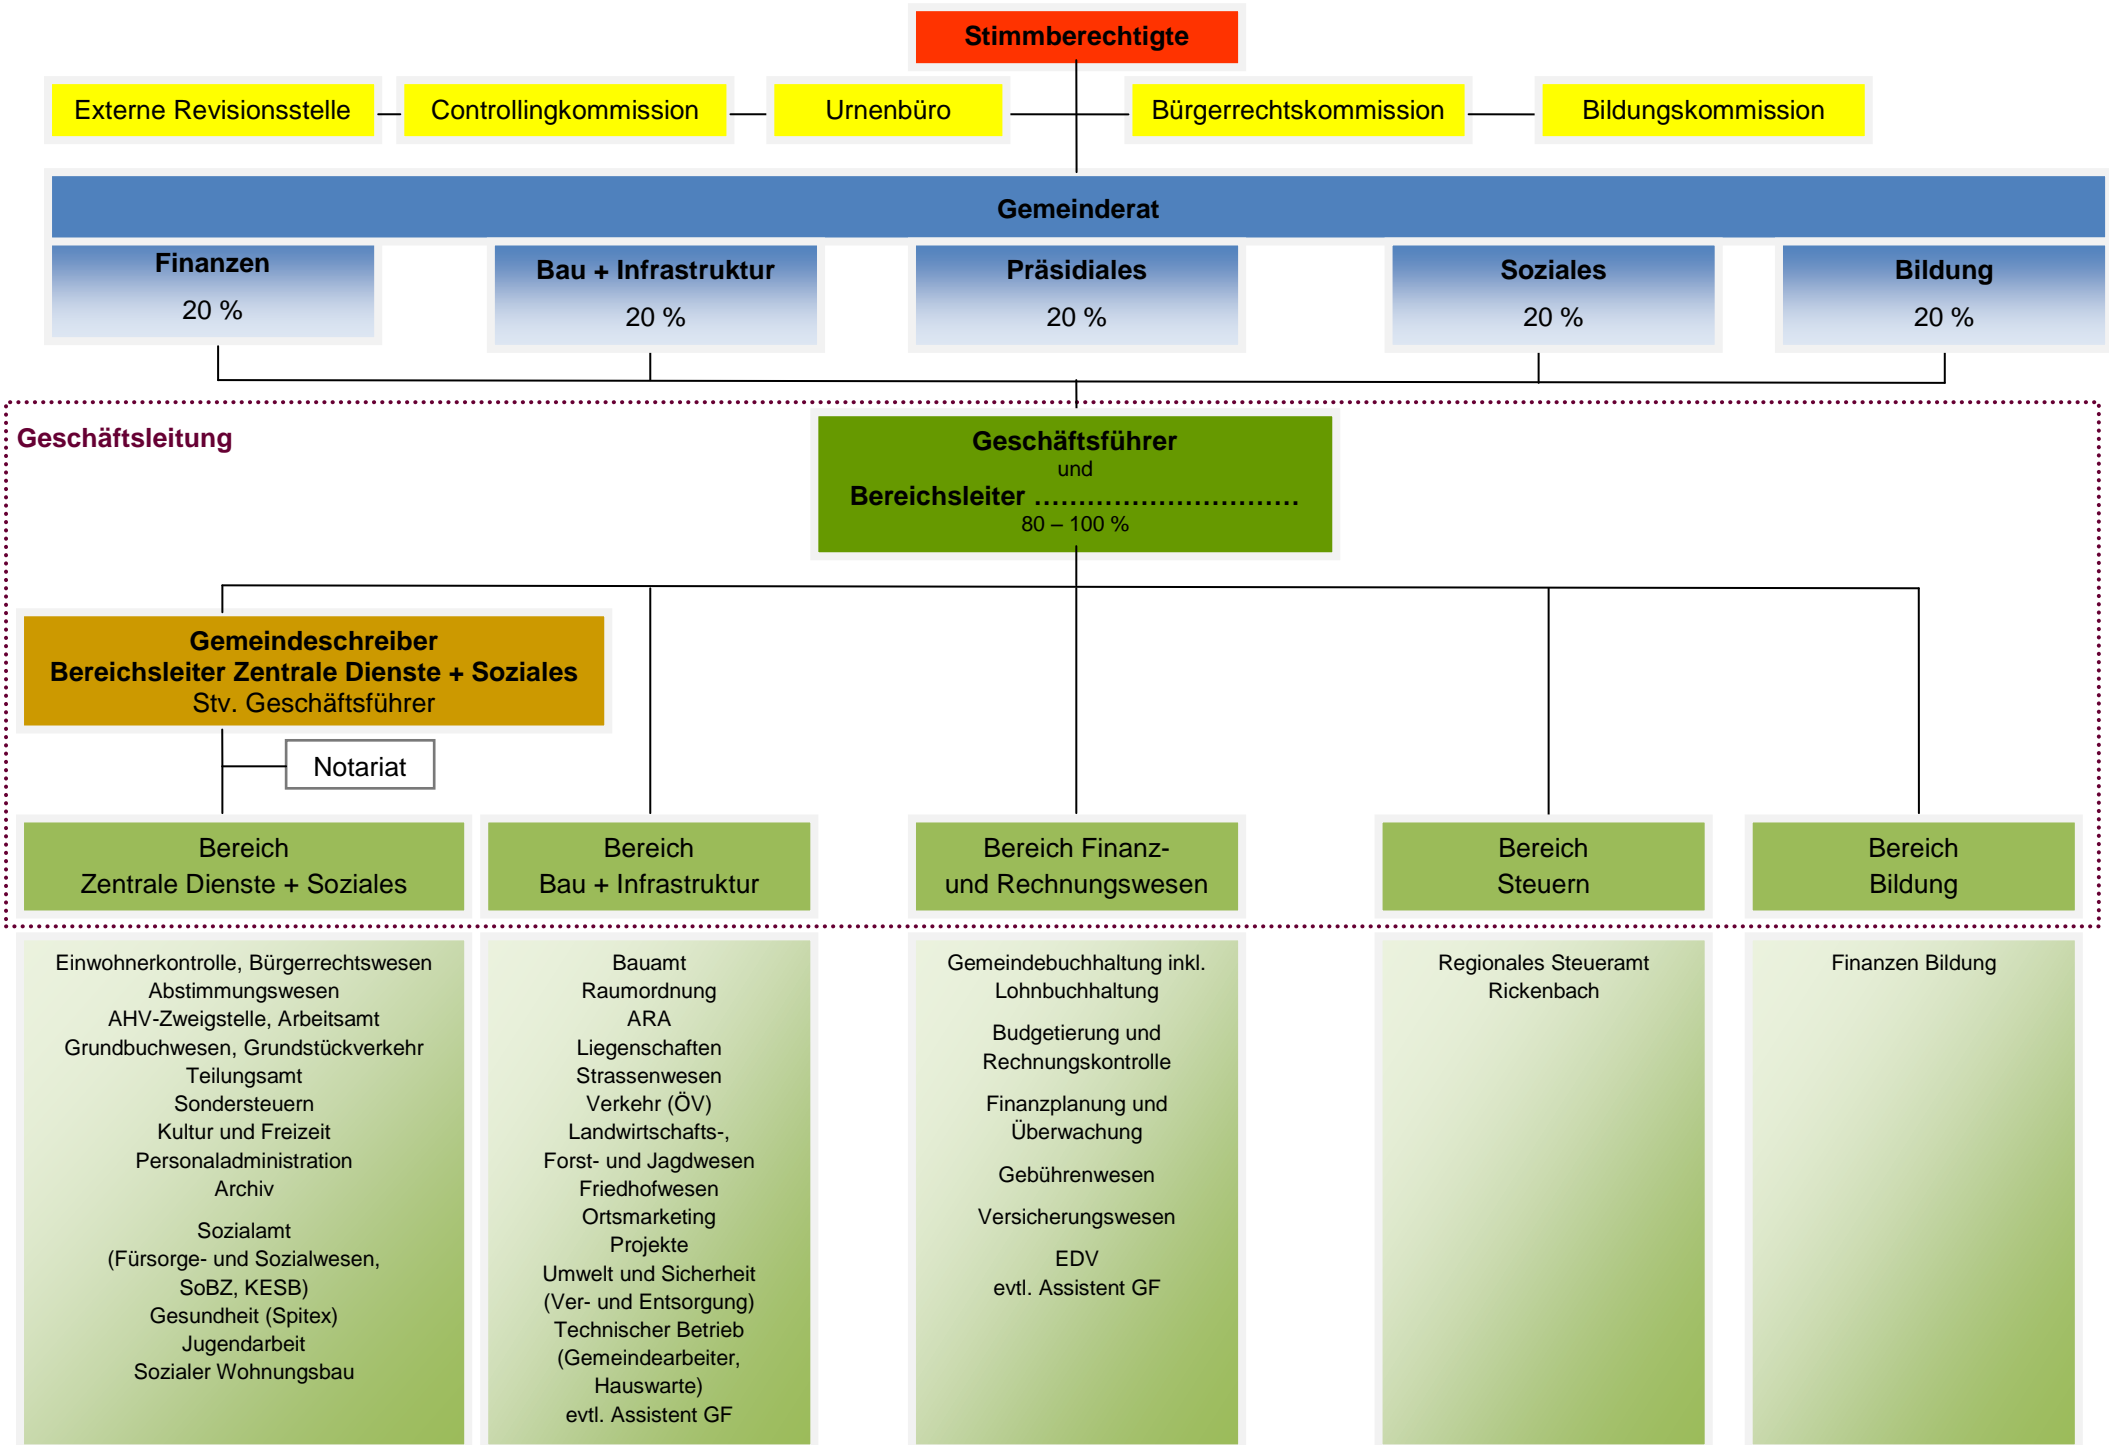 Stimmberechtigte
Externe Revisionsstelle
Controllingkommission
Urnenbüro
Bürgerrechtskommission
Bildungskommission
Gemeinderat
Finanzen
20 %
Bau + Infrastruktur
20 %
Präsidiales
20 %
Soziales
20 %
Bildung
20 %
Geschäftsleitung
Geschäftsführer
und
Bereichsleiter …………………………
80 – 100 %
Gemeindeschreiber
Bereichsleiter Zentrale Dienste + Soziales
Stv. Geschäftsführer
Notariat
Bereich
Zentrale Dienste + Soziales
Bereich
Bau + Infrastruktur
Bereich Finanz-
und Rechnungswesen
Bereich
Steuern
Bereich
Bildung
Einwohnerkontrolle, Bürgerrechtswesen
Abstimmungswesen
AHV-Zweigstelle, Arbeitsamt
Grundbuchwesen, Grundstückverkehr
Teilungsamt
Sondersteuern
Kultur und Freizeit
Personaladministration
Archiv
Sozialamt
(Fürsorge- und Sozialwesen,
SoBZ, KESB)
Gesundheit (Spitex)
Jugendarbeit
Sozialer Wohnungsbau
Bauamt
Raumordnung
ARA
Liegenschaften
Strassenwesen
Verkehr (ÖV)
Landwirtschafts-,
Forst- und Jagdwesen
Friedhofwesen
Ortsmarketing
Projekte
Umwelt und Sicherheit
(Ver- und Entsorgung)
Technischer Betrieb
(Gemeindearbeiter,
Hauswarte)
evtl. Assistent GF
Gemeindebuchhaltung inkl.
Lohnbuchhaltung
Budgetierung und
Rechnungskontrolle
Finanzplanung und
Überwachung
Gebührenwesen
Versicherungswesen
EDV
evtl. Assistent GF
Regionales Steueramt
Rickenbach
Finanzen Bildung